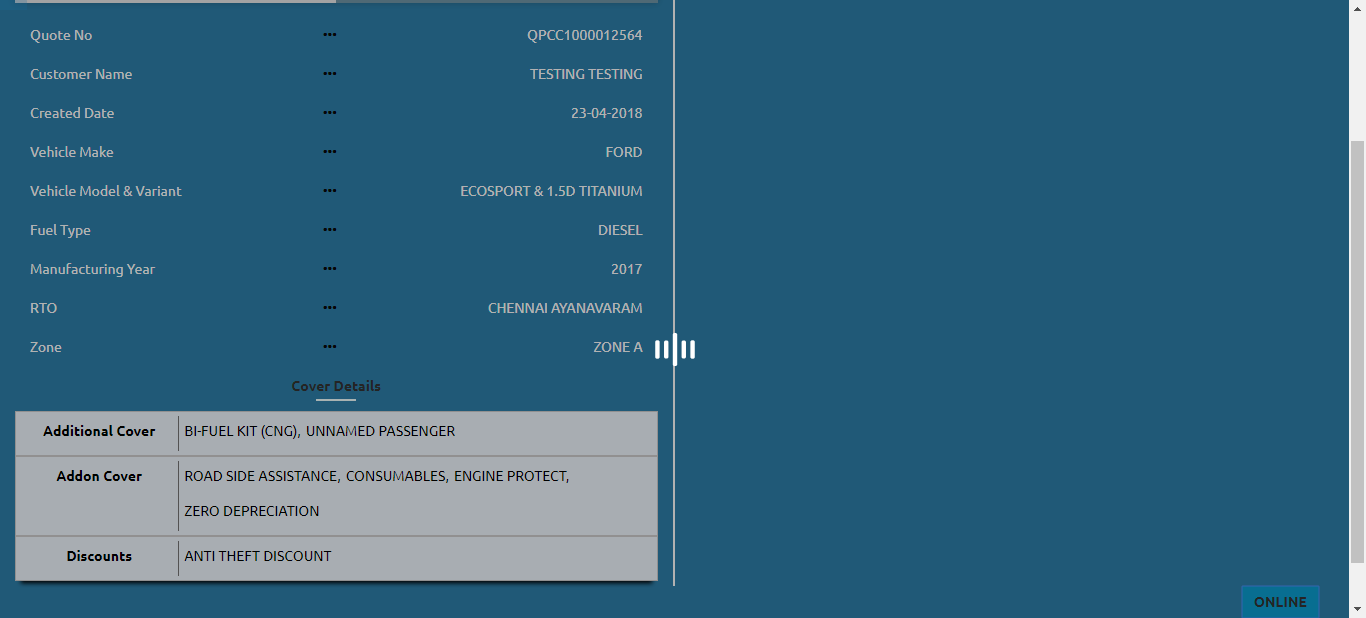 Quote No ••• QPCC1000012564
Customer Name ••• TESTING TESTING
Created Date ••• 23-04-2018
Vehicle Make ••• FORD
Vehicle Model & Variant ••• ECOSPORT & 1.5D TITANIUM
Fuel Type ••• DIESEL
Manufacturing Year ••• 2017
RTO ••• CHENNAI AYANAVARAM
Zone ••• ZONE A
Cover Details
Additional Cover BI-FUEL KIT (CNG), UNNAMED PASSENGER
Addon Cover ROAD SIDE ASSISTANCE, CONSUMABLES, ENGINE PROTECT,
ZERO DEPRECIATION
Discounts ANTI THEFT DISCOUNT
ONLINE